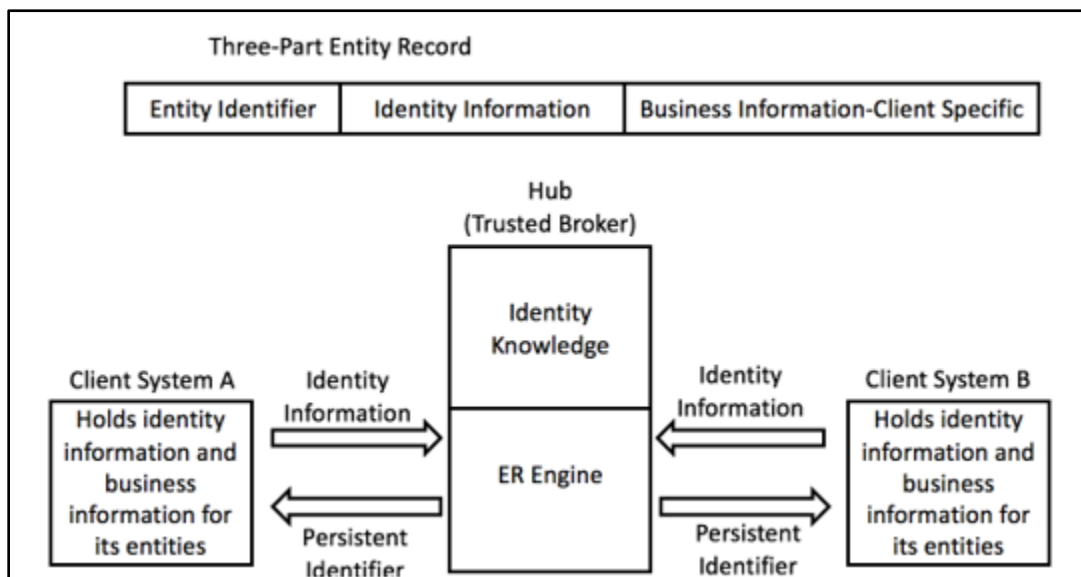 Three-Part Entity Record
Entity Identifier
Identity Information
Business Information-Client Specific
Hub
(Trusted Broker)
Identity
Knowledge
ER Engine
Client System A
Holds identity
information and
business
information for
its entities
Identity
Information
Persistent
Identifier
Identity
Information
Persistent
Identifier
Client System B
Holds identity
information and
business
information for
its entities